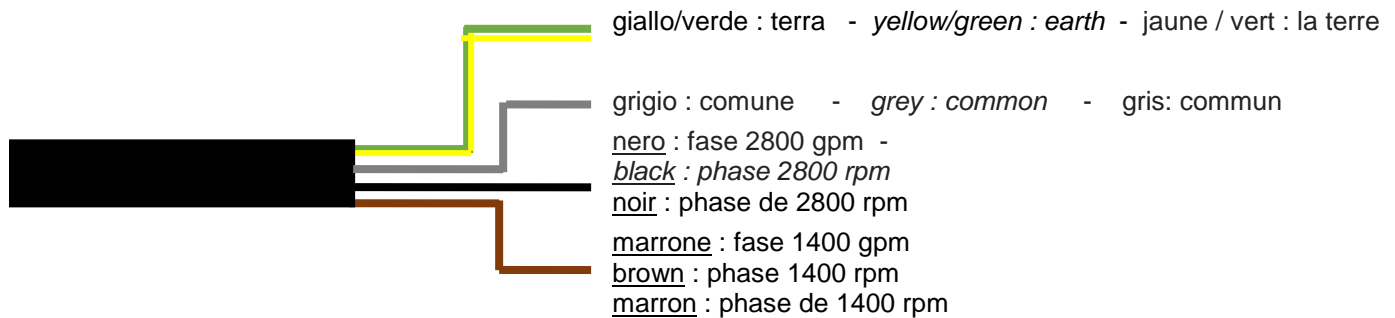 giallo/verde : terra - yellow/green : earth - jaune / vert : la terre
grigio : comune - grey : common - gris: commun
nero : fase 2800 gpm -
black : phase 2800 rpm
noir : phase de 2800 rpm
marrone : fase 1400 gpm
brown : phase 1400 rpm
marron : phase de 1400 rpm